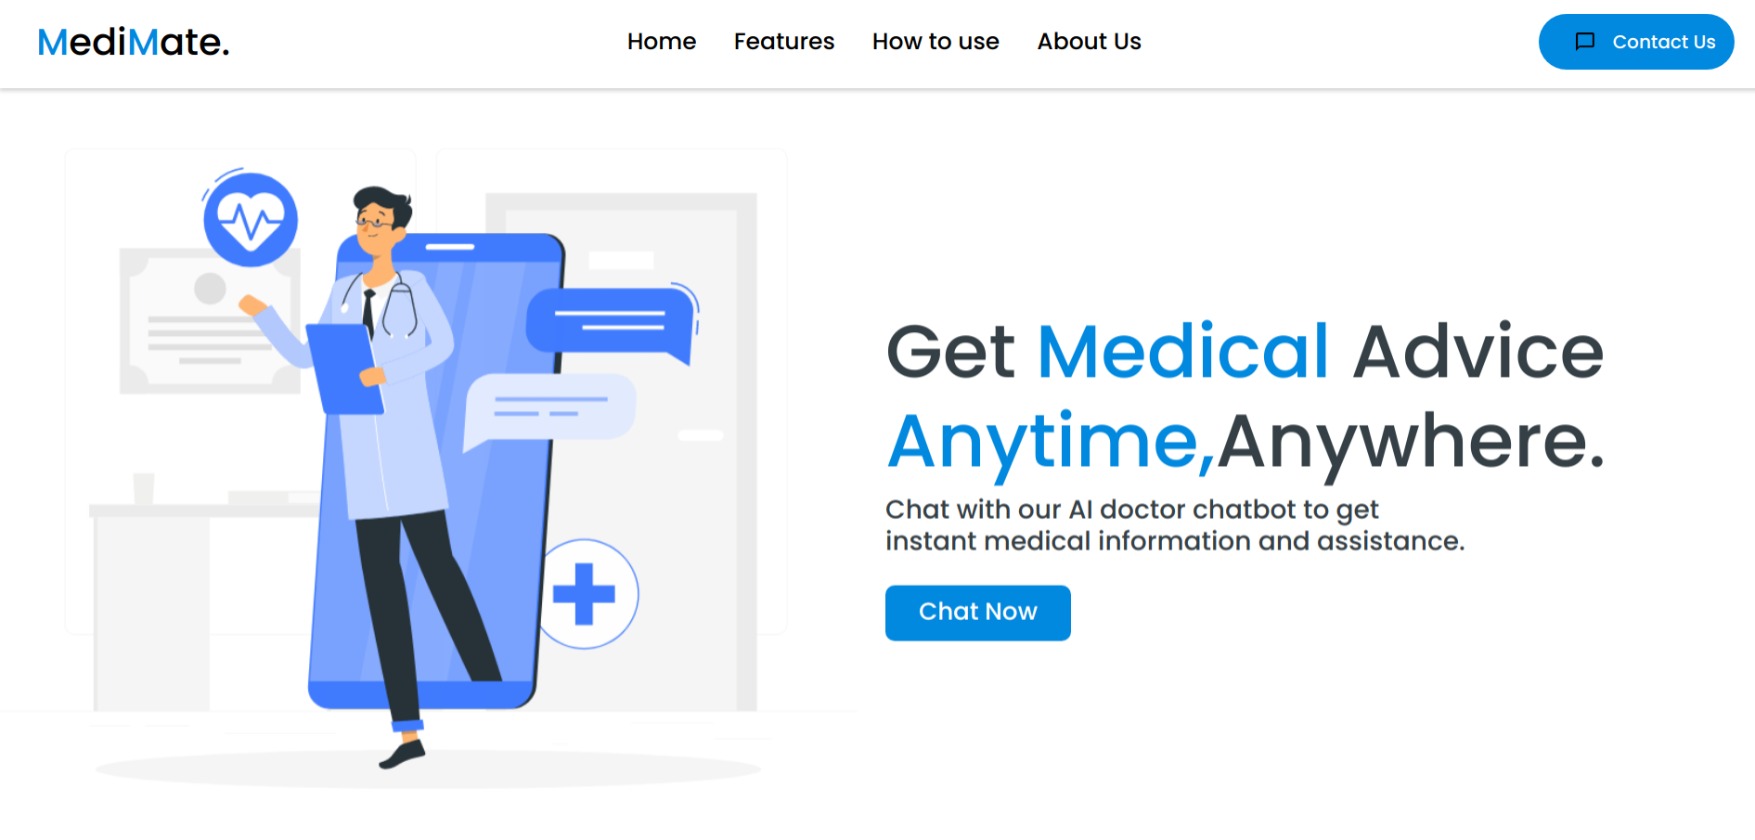 MediMate.
Home
Features
How to use
About Us
Contact Us
Get Medical Advice
Anytime,Anywhere.
Chat with our AI doctor chatbot to get
instant medical information and assistance.
Chat Now